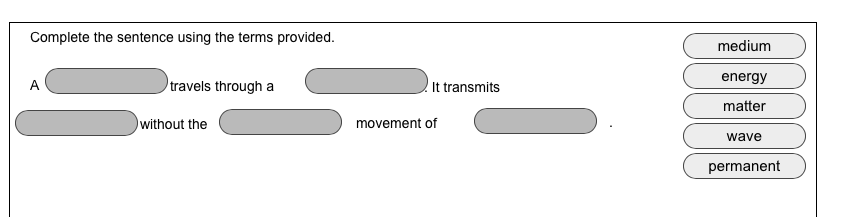 Complete the sentence using the terms provided.
A travels through a . It transmits
without the movement of .
medium
energy
matter
wave
permanent